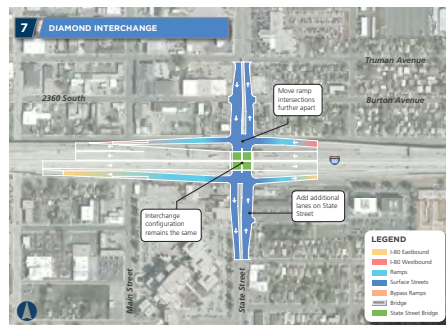 7 DIAMOND INTERCHANGE
Truman Avenue
2360 South
Burton Avenue
Move ramp
intersections
further apart
Interchange
configuration
remains the same
Add additional
lanes on State
Street
Main Street
State Street
LEGEND
I-80 Eastbound
I-80 Westbound
Ramps
Surface Streets
Bypass Ramps
Bridge
State Street Bridge